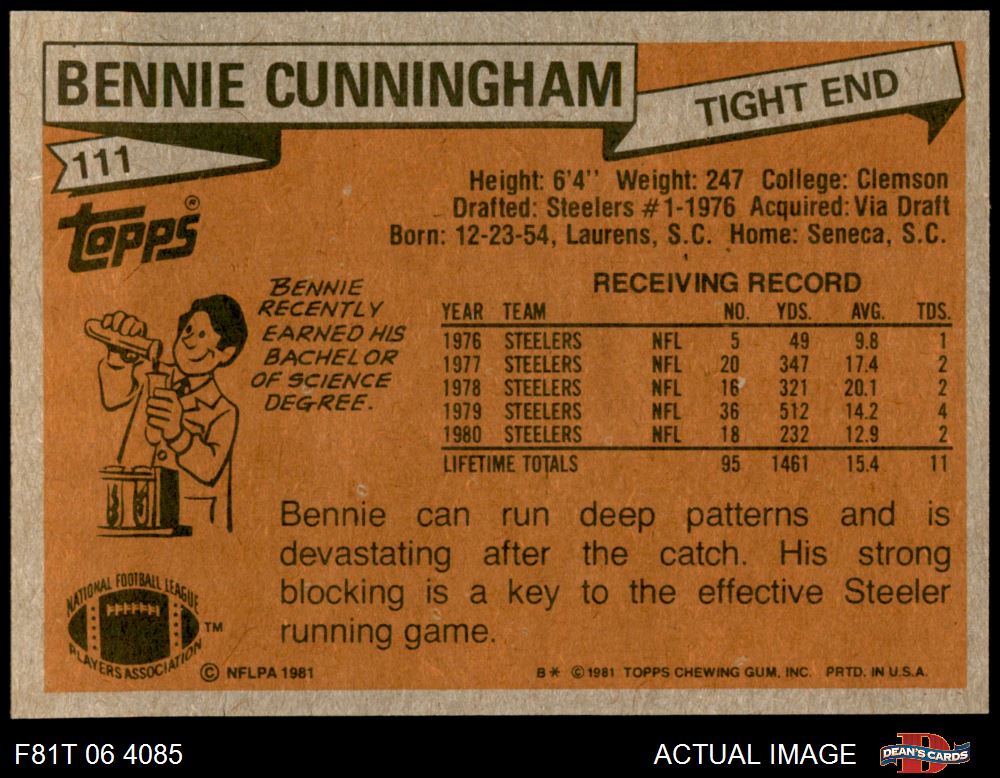 BENNIE CUNNINGHAM
TIGHT END
111
Topps®
Height: 6'4'' Weight: 247 College: Clemson
Drafted: Steelers #1-1976 Acquired: Via Draft
Born: 12-23-54, Laurens, S.C. Home: Seneca, S.C.
BENNIE
RECENTLY
EARNED HIS
BACHELOR
OF SCIENCE
DEGREE.
RECEIVING RECORD
YEAR TEAM NO. YDS. AVG. TDS.
1976 STEELERS NFL 5 49 9.8 1
1977 STEELERS NFL 20 347 17.4 2
1978 STEELERS NFL 16 321 20.1 2
1979 STEELERS NFL 36 512 14.2 4
1980 STEELERS NFL 18 232 12.9 2
LIFETIME TOTALS 95 1461 15.4 11
Bennie can run deep patterns and is
devastating after the catch. His strong
blocking is a key to the effective Steeler
running game.
NATIONAL FOOTBALL LEAGUE
PLAYERS ASSOCIATION
TM
© NFLPA 1981
B* ©1981 TOPPS CHEWING GUM, INC. PRTD. IN U.S.A.
F81T 06 4085
ACTUAL IMAGE
D
DEAN'S CARDS